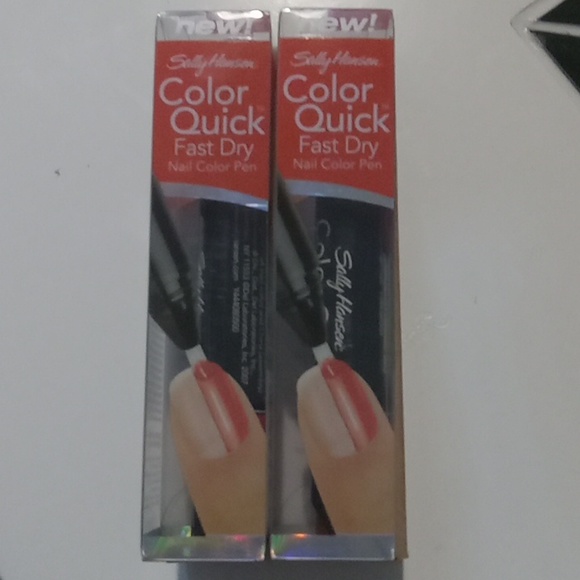 new!
Sally Hansen
Color
Quick
Fast Dry
Nail Color Pen
new!
Sally Hansen
Color
Quick
Fast Dry
Nail Color Pen
Sally Hansen